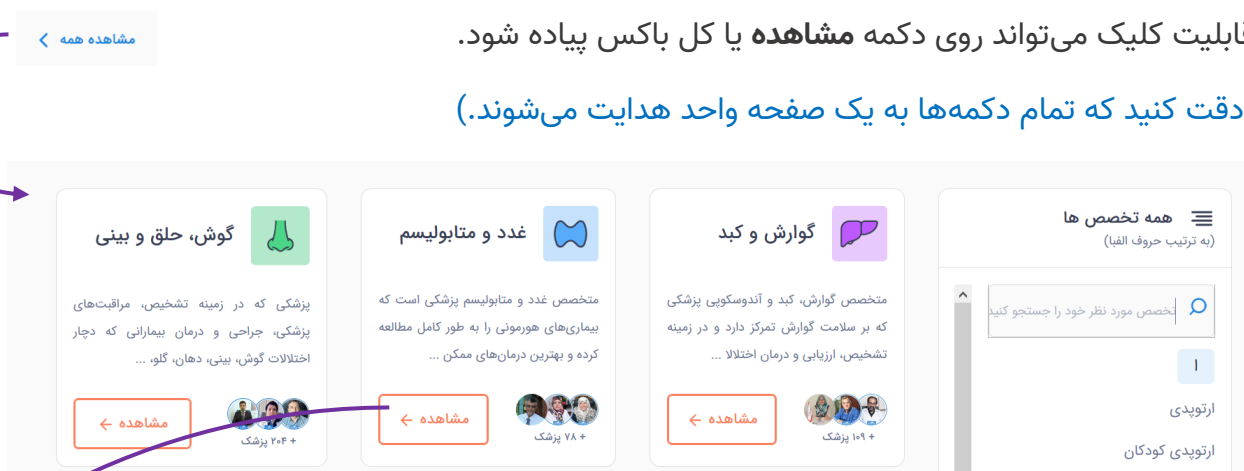 قابلیت کلیک می‌تواند روی دکمه مشاهده یا کل باکس پیاده شود.
مشاهده همه
دقت کنید که تمام دکمه‌ها به یک صفحه واحد هدایت می‌شوند.)
همه تخصص ها
(به ترتیب حروف الفبا)
تخصص مورد نظر خود را جستجو کنید
ا
ارتوپدی
ارتوپدی کودکان
گوارش و کبد
متخصص گوارش، کبد و آندوسکوپی پزشکی
که بر سلامت گوارش تمرکز دارد و در زمینه
تشخیص، ارزیابی و درمان اختلالا ...
+ ۱۰۹ پزشک
مشاهده
غدد و متابولیسم
متخصص غدد و متابولیسم پزشکی است که
بیماری‌های هورمونی را به طور کامل مطالعه
کرده و بهترین درمان‌های ممکن ...
+ ۷۸ پزشک
مشاهده
گوش، حلق و بینی
پزشکی که در زمینه تشخیص، مراقبت‌های
پزشکی، جراحی و درمان بیمارانی که دچار
اختلالات گوش، بینی، دهان، گلو، ...
+ ۲۰۴ پزشک
مشاهده